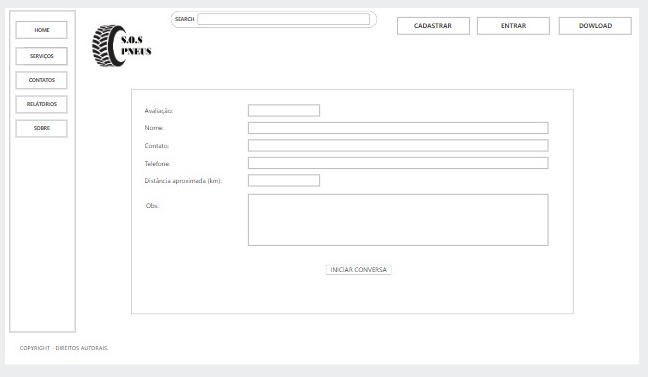 HOME
SERVIÇOS
CONTATOS
RELÁTORIOS
SOBRE
S.O.S
PNEUS
SEARCH
CADASTRAR
ENTRAR
DOWLOAD
Avaliação:
Nome:
Contato:
Telefone:
Distância aproximada (km):
Obs:
INICIAR CONVERSA
COPYRIGHT - DIREITOS AUTORAIS.